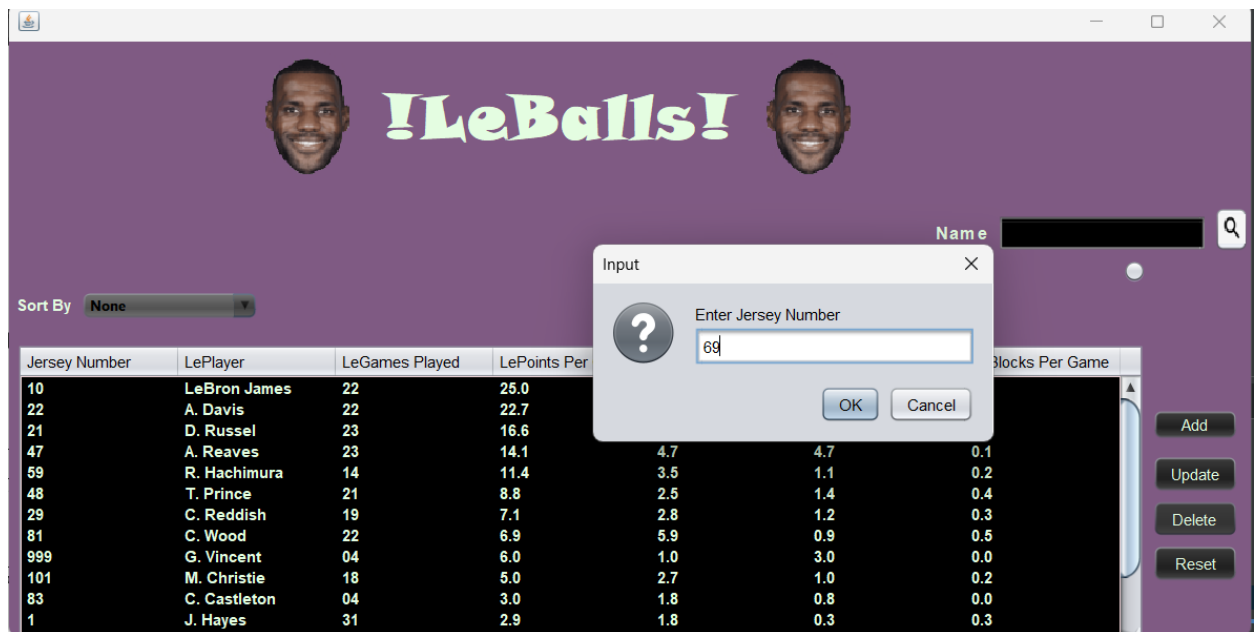 !LeBalls!
Name
Input
Enter Jersey Number
69
OK Cancel
Sort By None
Jersey Number LePlayer LeGames Played LePoints Per Blocks Per Game
10 LeBron James 22 25.0
22 A. Davis 22 22.7
21 D. Russel 23 16.6
47 A. Reaves 23 14.1 4.7 4.7 0.1
59 R. Hachimura 14 11.4 3.5 1.1 0.2
48 T. Prince 21 8.8 2.5 1.4 0.4
29 C. Reddish 19 7.1 2.8 1.2 0.3
81 C. Wood 22 6.9 5.9 0.9 0.5
999 G. Vincent 04 6.0 1.0 3.0 0.0
101 M. Christie 18 5.0 2.7 1.0 0.2
83 C. Castleton 04 3.0 1.8 0.8 0.0
1 J. Hayes 31 2.9 1.8 0.3 0.3
Add
Update
Delete
Reset